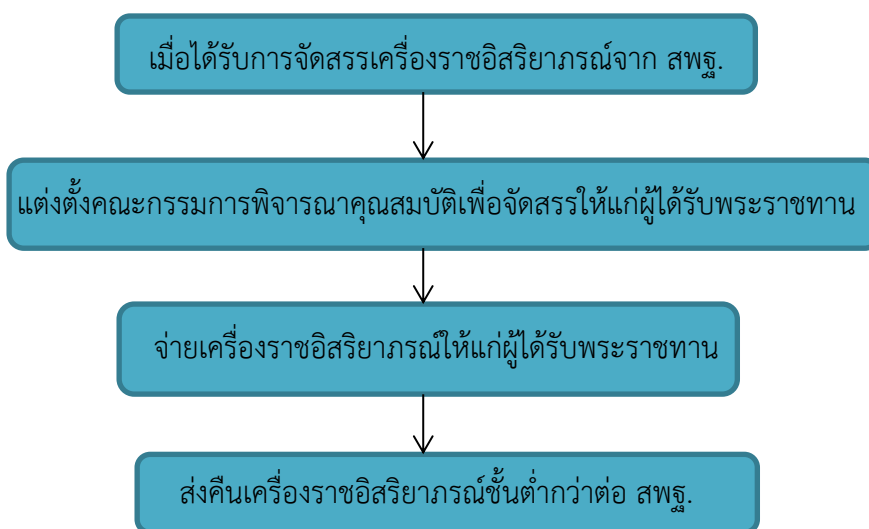 เมื่อได้รับการจัดสรรเครื่องราชอิสริยาภรณ์จาก สพฐ.
แต่งตั้งคณะกรรมการพิจารณาคุณสมบัติเพื่อจัดสรรให้แก่ผู้ได้รับพระราชทาน
จ่ายเครื่องราชอิสริยาภรณ์ให้แก่ผู้ได้รับพระราชทาน
ส่งคืนเครื่องราชอิสริยาภรณ์ชั้นต่ำกว่าต่อ สพฐ.